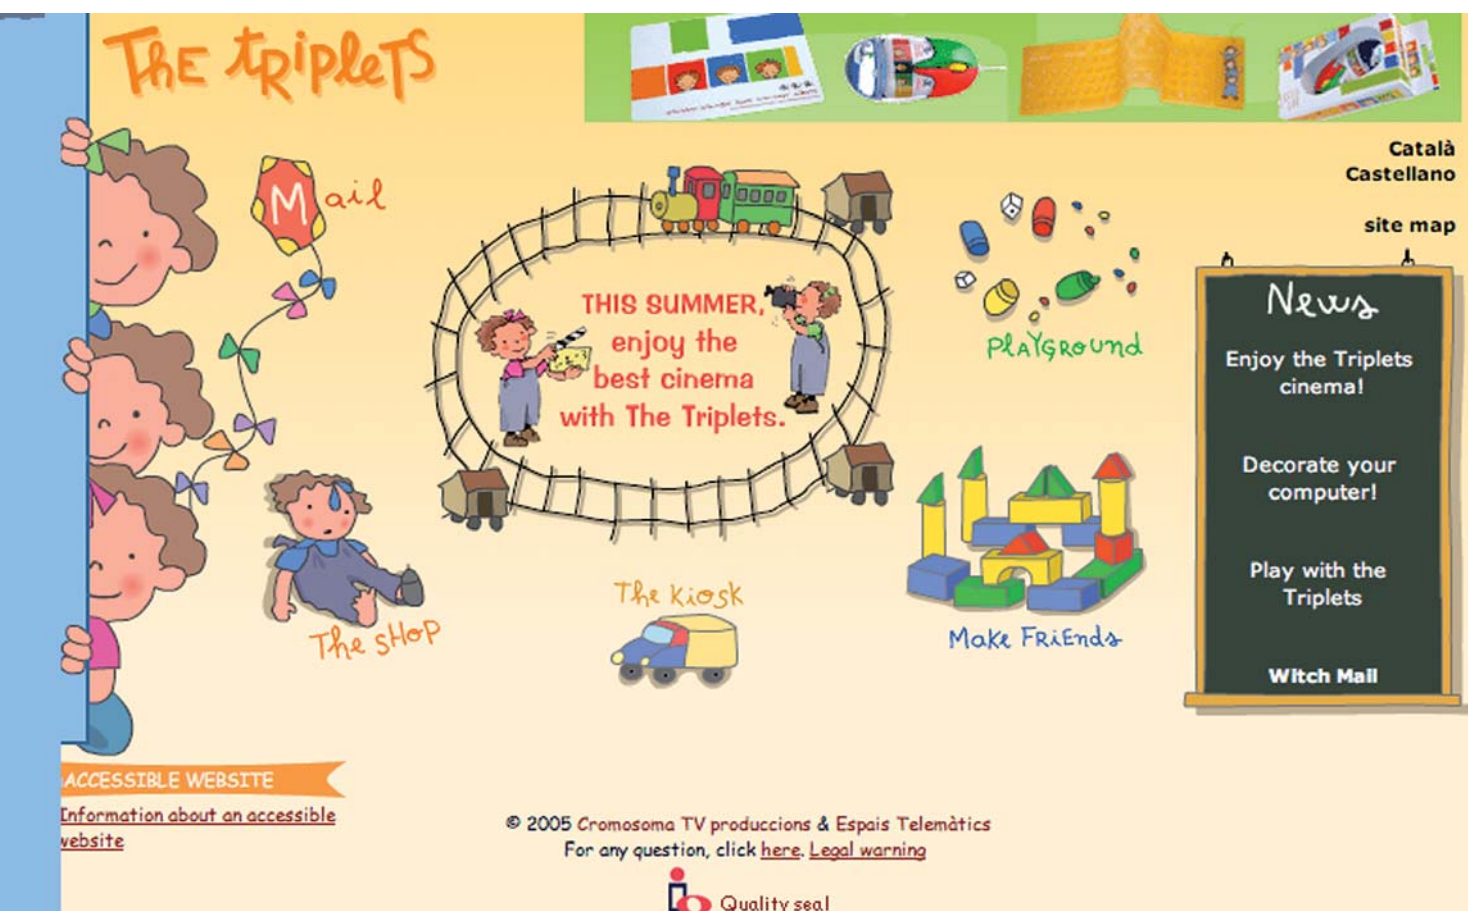 The Triplets
Català
Castellano
site map
Mail
THIS SUMMER,
enjoy the
best cinema
with The Triplets.
PLAYGROUND
News
Enjoy the Triplets
cinema!
Decorate your
computer!
Play with the
Triplets
Witch Mail
The SHOP
The Kiosk
Make FRiEnds
ACCESSIBLE WEBSITE
Information about an accessible
website
© 2005 Cromosoma TV produccions & Espais Telemàtics
For any question, click here. Legal warning
Quality seal